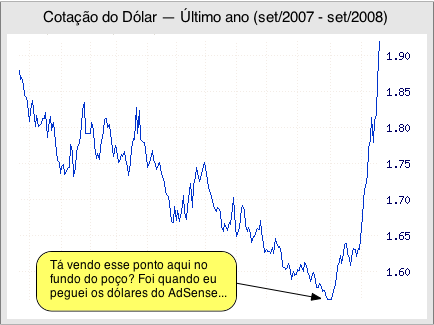 Cotação do Dólar — Último ano (set/2007 - set/2008)
1.90
1.85
1.80
1.75
1.70
1.65
1.60
Tá vendo esse ponto aqui no
fundo do poço? Foi quando eu
peguei os dólares do AdSense...